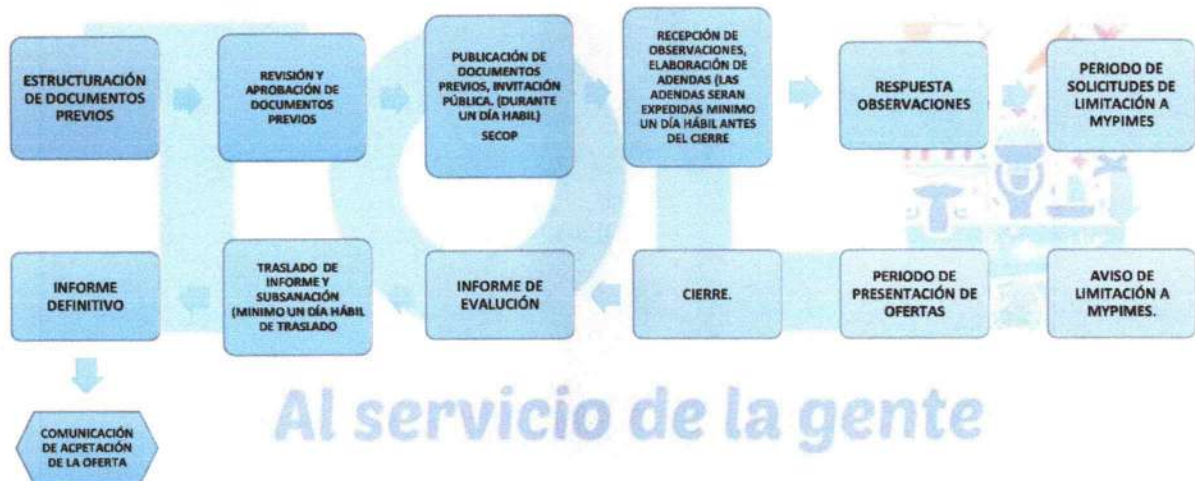 ESTRUCTURACIÓN
DE DOCUMENTOS
PREVIOS
REVISIÓN Y
APROBACIÓN DE
DOCUMENTOS
PREVIOS
PUBLICACIÓN DE
DOCUMENTOS
PREVIOS, INVITACIÓN
PÚBLICA. (DURANTE
UN DÍA HABIL)
SECOP
RECEPCIÓN DE
OBSERVACIONES,
ELABORACIÓN DE
ADENDAS (LAS
ADENDAS SERAN
EXPEDIDAS MINIMO
UN DÍA HÁBIL ANTES
DEL CIERRE
RESPUESTA
OBSERVACIONES
PERIODO DE
SOLICITUDES DE
LIMITACIÓN A
MYPIMES
AVISO DE
LIMITACIÓN A
MYPIMES.
PERIODO DE
PRESENTACIÓN DE
OFERTAS
CIERRE.
INFORME DE
EVALUCIÓN
TRASLADO DE
INFORME Y
SUBSANACIÓN
(MINIMO UN DÍA HÁBIL
DE TRASLADO
INFORME
DEFINITIVO
COMUNICACIÓN
DE ACPETACIÓN
DE LA OFERTA
TOL
Al servicio de la gente